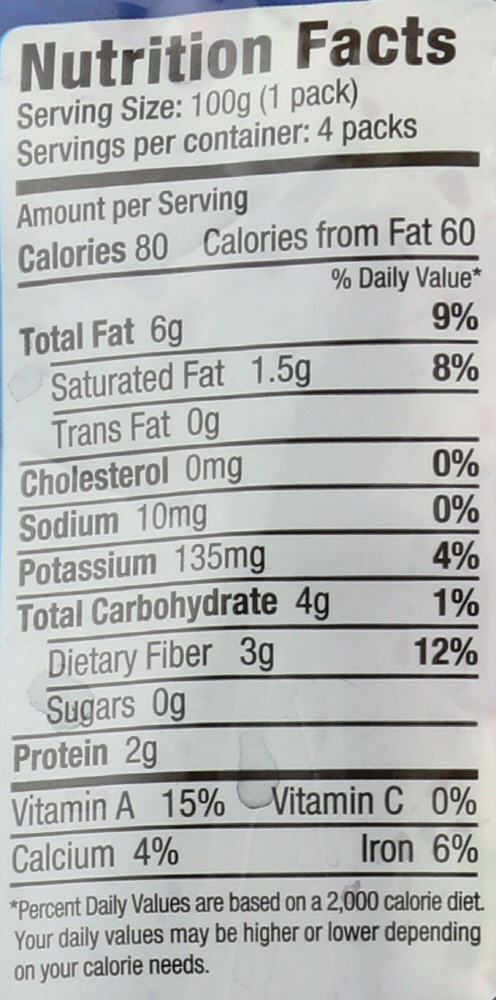 Nutrition Facts
Serving Size: 100g (1 pack)
Servings per container: 4 packs
Amount per Serving
Calories 80 Calories from Fat 60
% Daily Value*
Total Fat 6g 9%
Saturated Fat 1.5g 8%
Trans Fat 0g
Cholesterol 0mg 0%
Sodium 10mg 0%
Potassium 135mg 4%
Total Carbohydrate 4g 1%
Dietary Fiber 3g 12%
Sugars 0g
Protein 2g
Vitamin A 15% Vitamin C 0%
Calcium 4% Iron 6%
*Percent Daily Values are based on a 2,000 calorie diet.
Your daily values may be higher or lower depending
on your calorie needs.